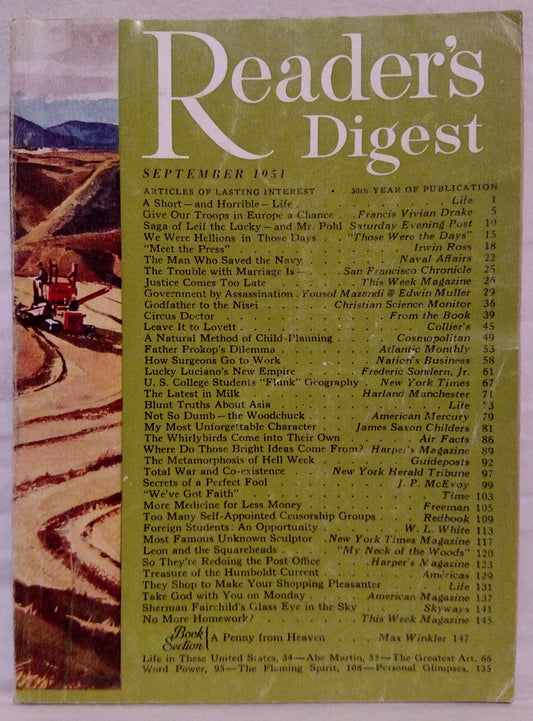 Reader's
Digest
SEPTEMBER 1951
ARTICLES OF LASTING INTEREST • 30th YEAR OF PUBLICATION
A Short—and Horrible—Life . . . . Life 1
Give Our Troops in Europe a Chance . . Francis Vivian Drake 5
Saga of Leif the Lucky—and Mr. Pohl Saturday Evening Post 10
We Were Hellions in Those Days . . . "Those Were the Days" 15
"Meet the Press" . . . . Irwin Ross 18
The Man Who Saved the Navy . . . . Naval Affairs 22
The Trouble with Marriage Is— . . San Francisco Chronicle 25
Justice Comes Too Late . . . . This Week Magazine 26
Government by Assassination Yousof Mazandi & Edwin Muller 29
Godfather to the Nisei . . . Christian Science Monitor 36
Circus Doctor . . . . From the Book 39
Leave It to Lovett . . . . Collier's 45
A Natural Method of Child Planning . . . . Cosmopolitan 49
Father Prokop's Dilemma . . . . Atlantic Monthly 53
How Surgeons Go to Work . . . . Nation's Business 58
Lucky Luciano's New Empire . . . Frederic Sondern, Jr. 61
U. S. College Students "Flunk" Geography . New York Times 67
The Latest in Milk . . . . Harland Manchester 71
Blunt Truths About Asia . . . . Life 73
Not So Dumb—the Woodchuck . . . American Mercury 79
My Most Unforgettable Character . . James Saxon Childers 81
The Whirlybirds Come into Their Own . . . . Air Facts 86
Where Do Those Bright Ideas Come From? Harper's Magazine 89
The Metamorphosis of Hell Week . . . . Guideposts 92
Total War and Co-existence . . New York Herald Tribune 97
Secrets of a Perfect Fool . . . . J. P. McEvoy 99
"We've Got Faith" . . . . Time 103
More Medicine for Less Money . . . . Freeman 105
Too Many Self-Appointed Censorship Groups . Redbook 109
Foreign Students: An Opportunity . . . W. L. White 113
Most Famous Unknown Sculptor . New York Times Magazine 117
Leon and the Squareheads . . . "My Neck of the Woods" 120
So They're Redoing the Post Office . . Harper's Magazine 123
Treasure of the Humboldt Current . . . . Américas 129
They Shop to Make Your Shopping Pleasanter . . Life 131
Take God with You on Monday . . . American Magazine 137
Sherman Fairchild's Glass Eye in the Sky . . . Skyways 141
No More Homework? . . . . This Week Magazine 145
Book
Section { A Penny from Heaven . . . . Max Winkler 147
Life in These United States, 34—Abe Martin, 52—The Greatest Art, 66
Word Power, 95—The Flaming Spirit, 108—Personal Glimpses, 135